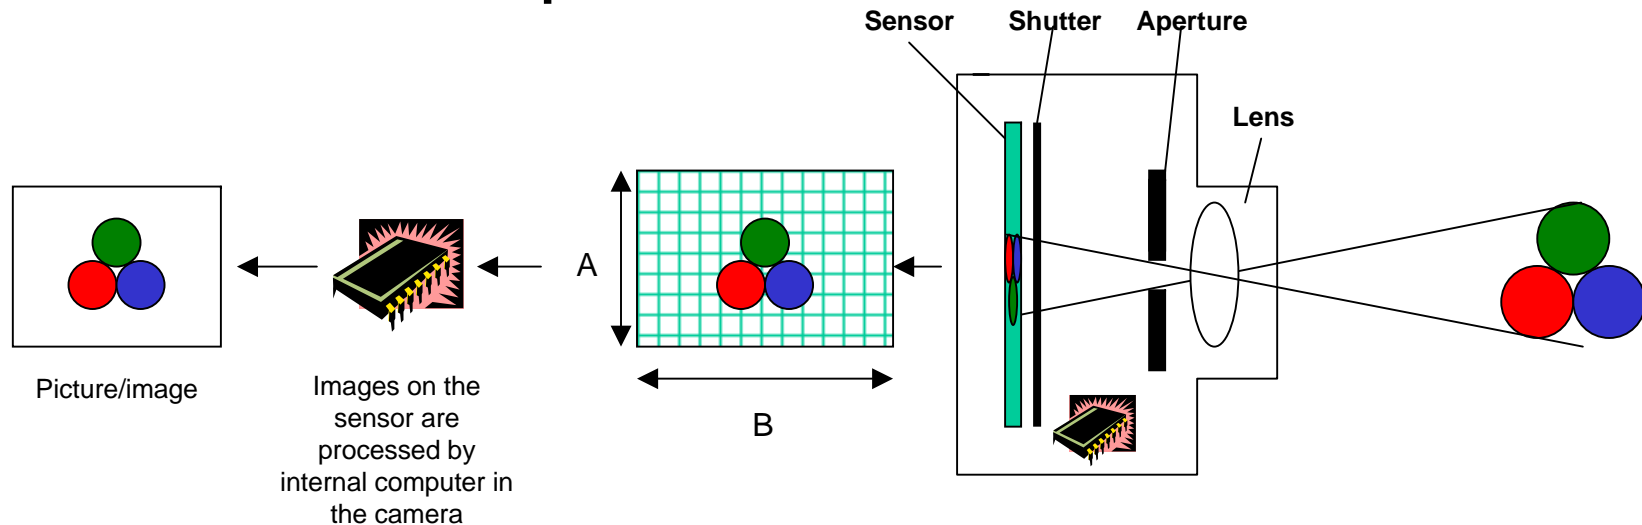 Sensor
Shutter
Aperture
Lens
A
B
Picture/image
Images on the
sensor are
processed by
internal computer in
the camera